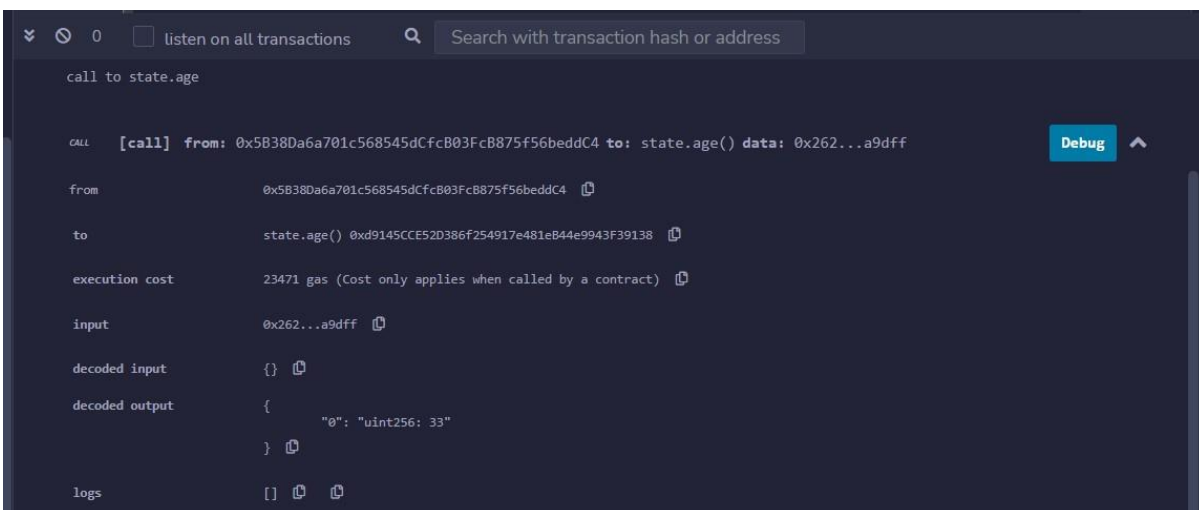 0 listen on all transactions Search with transaction hash or address
call to state.age
CALL [call] from: 0x5B38Da6a701c568545dCfcB03FcB875f56beddC4 to: state.age() data: 0x262...a9dff Debug
from 0x5B38Da6a701c568545dCfcB03FcB875f56beddC4
to state.age() 0xd9145CCE52D386f254917e481eB44e9943F39138
execution cost 23471 gas (Cost only applies when called by a contract)
input 0x262...a9dff
decoded input {}
decoded output {
"0": "uint256: 33"
}
logs []